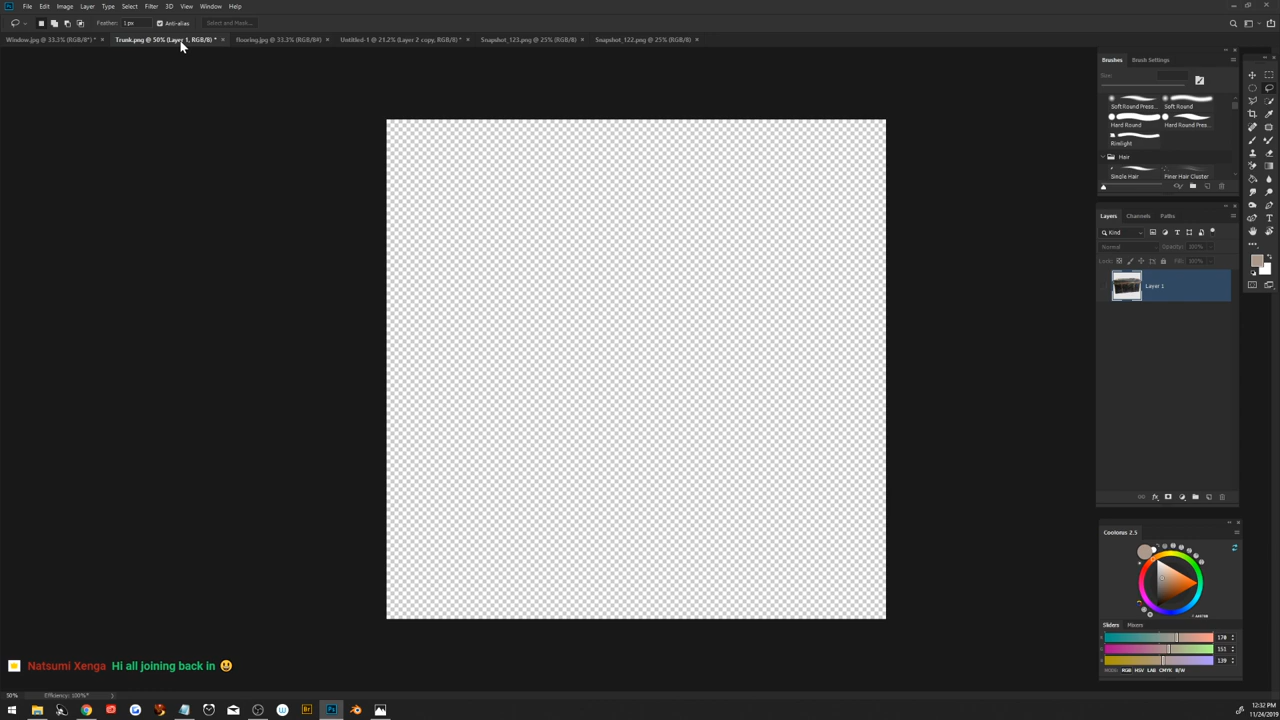 File Edit Image Layer Type Select Filter 3D View Window Help
Feather: 1 px Anti-alias Select and Mask...
Window.jpg @ 33.3% (RGB/8*) * × Trunk.png @ 50% (Layer 1, RGB/8) * × flooring.jpg @ 33.3% (RGB/8#) × Untitled-1 @ 21.2% (Layer 2 copy, RGB/8) * × Snapshot_123.png @ 25% (RGB/8) × Snapshot_122.png @ 25% (RGB/8) ×
Brushes Brush Settings
Size:
Soft Round Press... Soft Round
Hard Round Hard Round Pres...
Rimlight
Hair
Single Hair Finer Hair Cluster
Layers Channels Paths
Kind
Normal Opacity: 100%
Lock: Fill: 100%
Layer 1
Coolorus 2.5
Sliders Mixers
170
151
139
MODE: RGB HSV LAB CMYK B/W
Natsumi Xenga Hi all joining back in 😃
50% Efficiency: 100%*
12:32 PM
11/24/2019